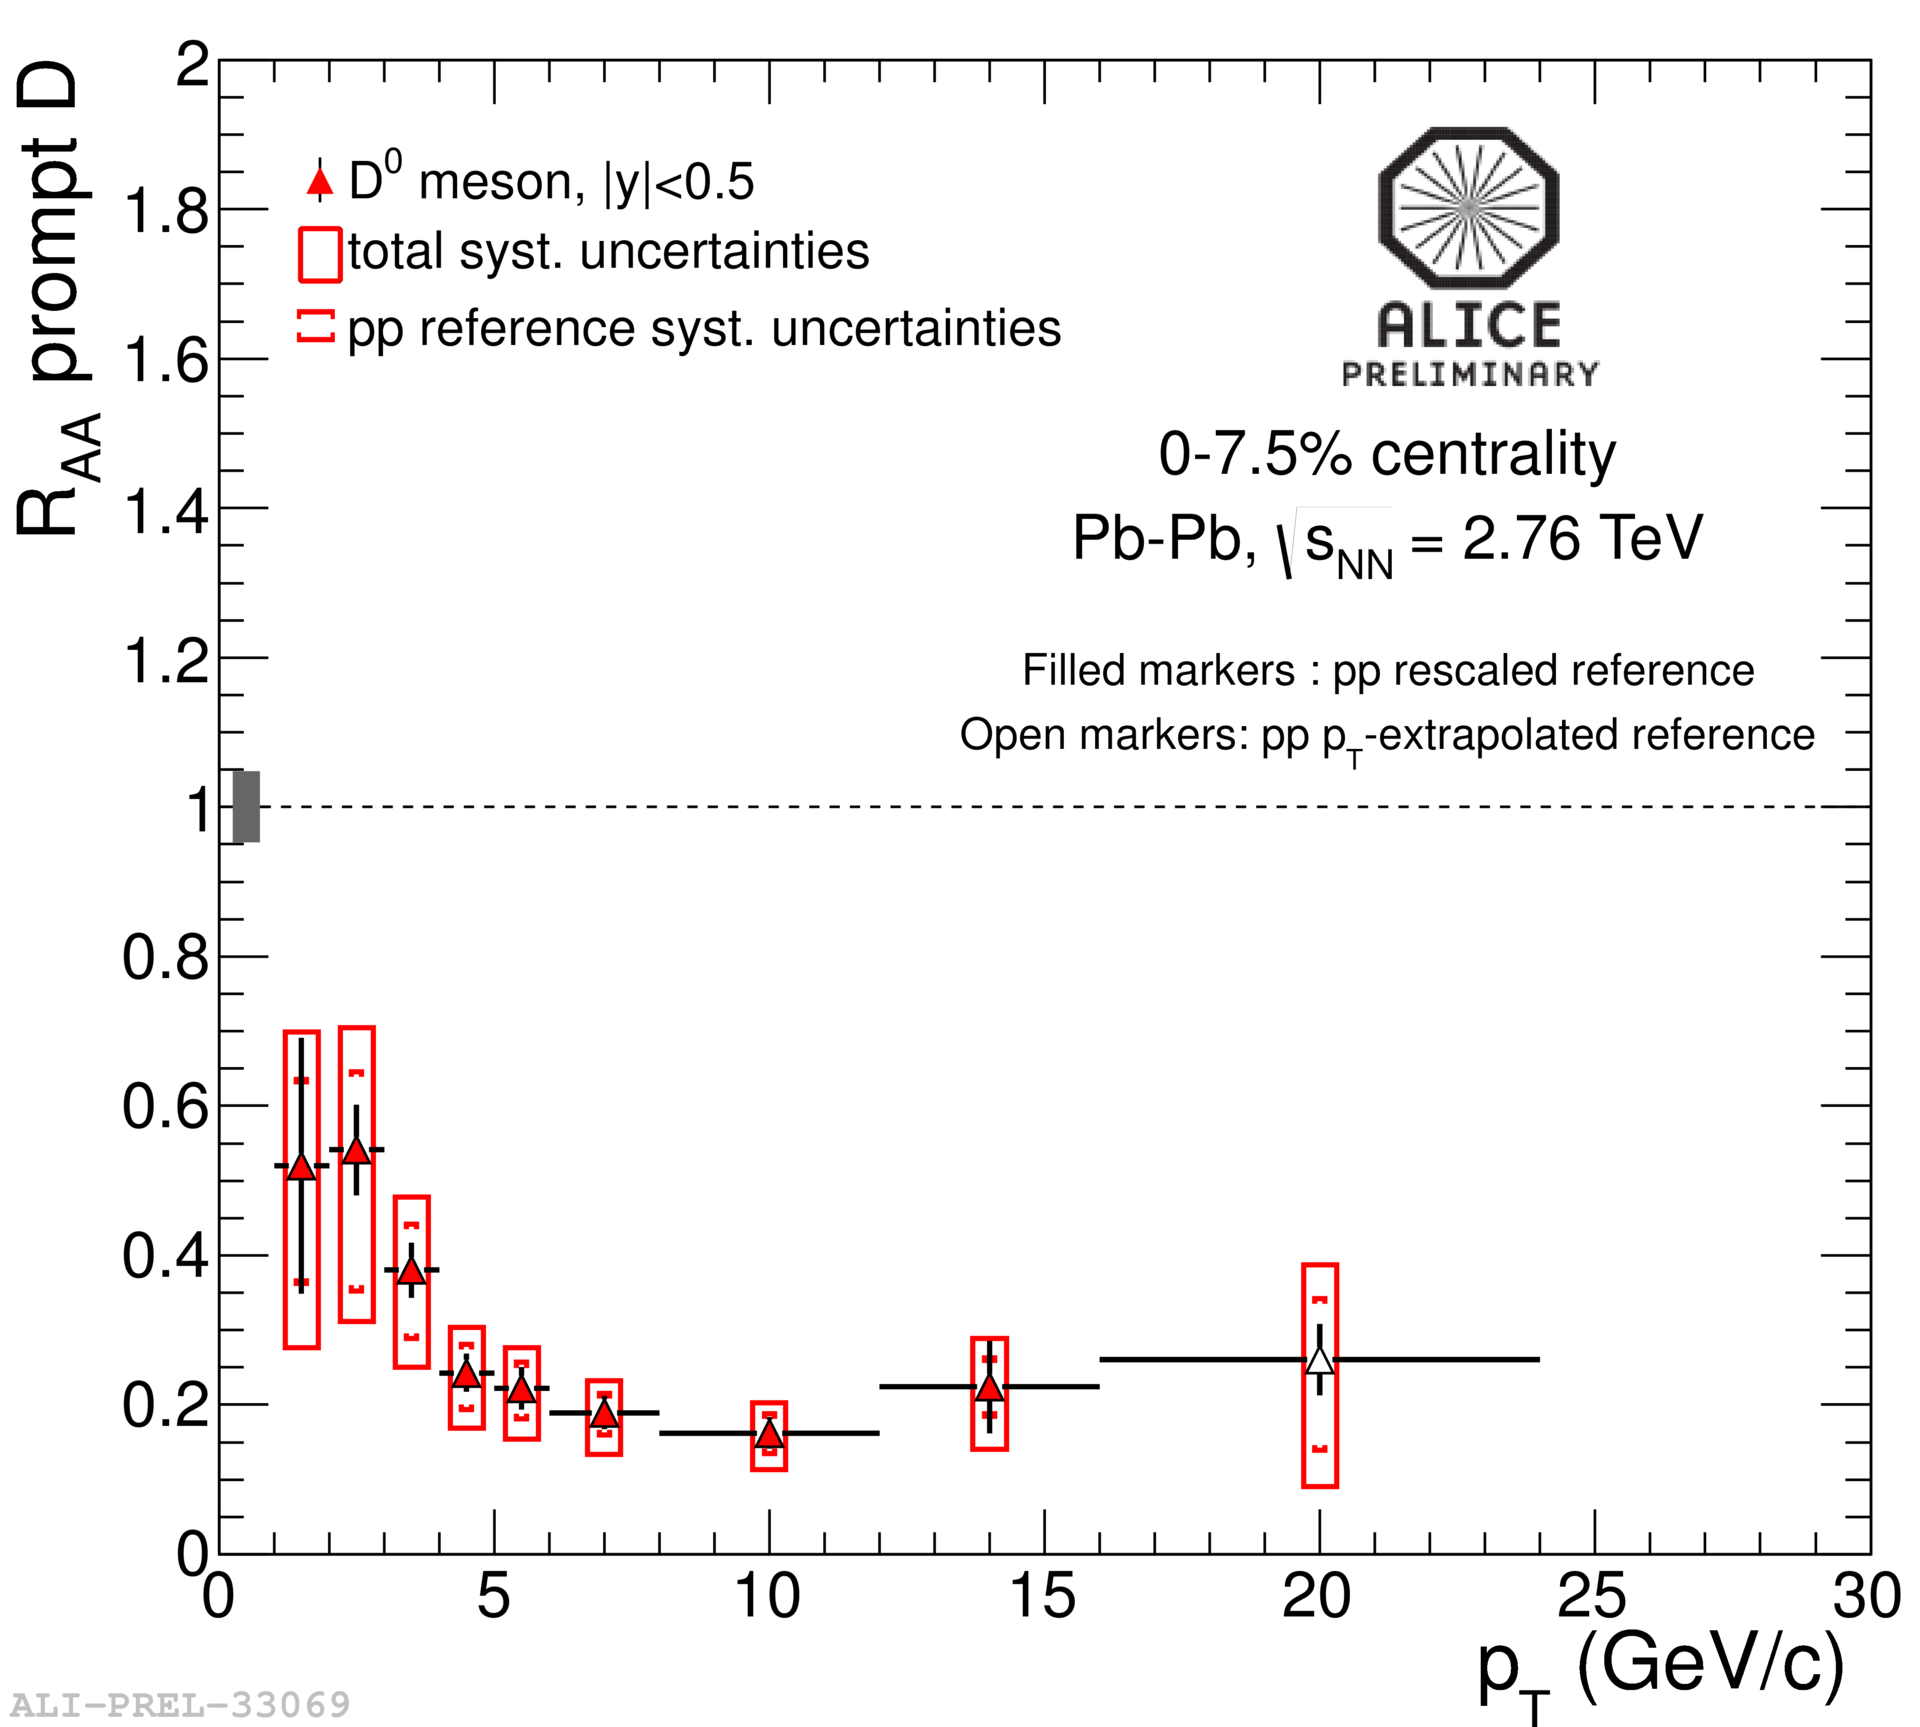 R_AA prompt D
2
1.8
1.6
1.4
1.2
1
0.8
0.6
0.4
0.2
0
D^0 meson, |y|<0.5
total syst. uncertainties
pp reference syst. uncertainties
ALICE
PRELIMINARY
0-7.5% centrality
Pb-Pb, √s_NN = 2.76 TeV
Filled markers : pp rescaled reference
Open markers: pp p_T-extrapolated reference
0 5 10 15 20 25 30
p_T (GeV/c)
ALI-PREL-33069